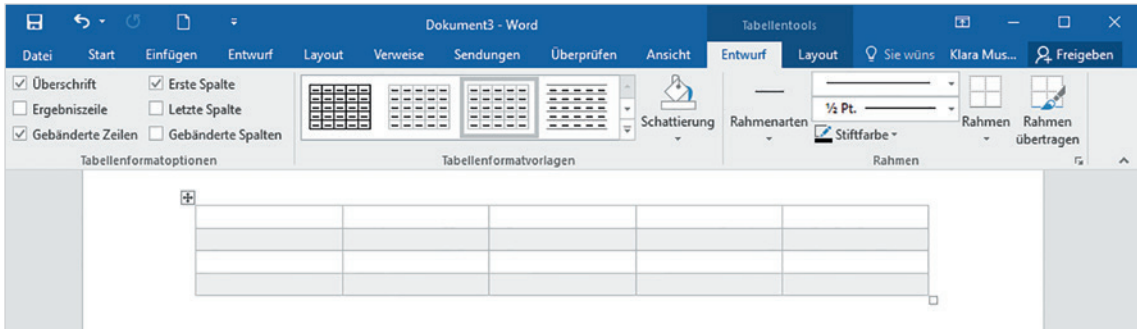 Dokument3 - Word
Tabellentools
Datei Start Einfügen Entwurf Layout Verweise Sendungen Überprüfen Ansicht Entwurf Layout Sie wüns Klara Mus... Freigeben
Überschrift Erste Spalte
Ergebniszeile Letzte Spalte
Gebänderte Zeilen Gebänderte Spalten
Tabellenformatoptionen
Tabellenformatvorlagen
Schattierung
Rahmenarten
½ Pt.
Stiftfarbe
Rahmen
Rahmen
übertragen
Rahmen